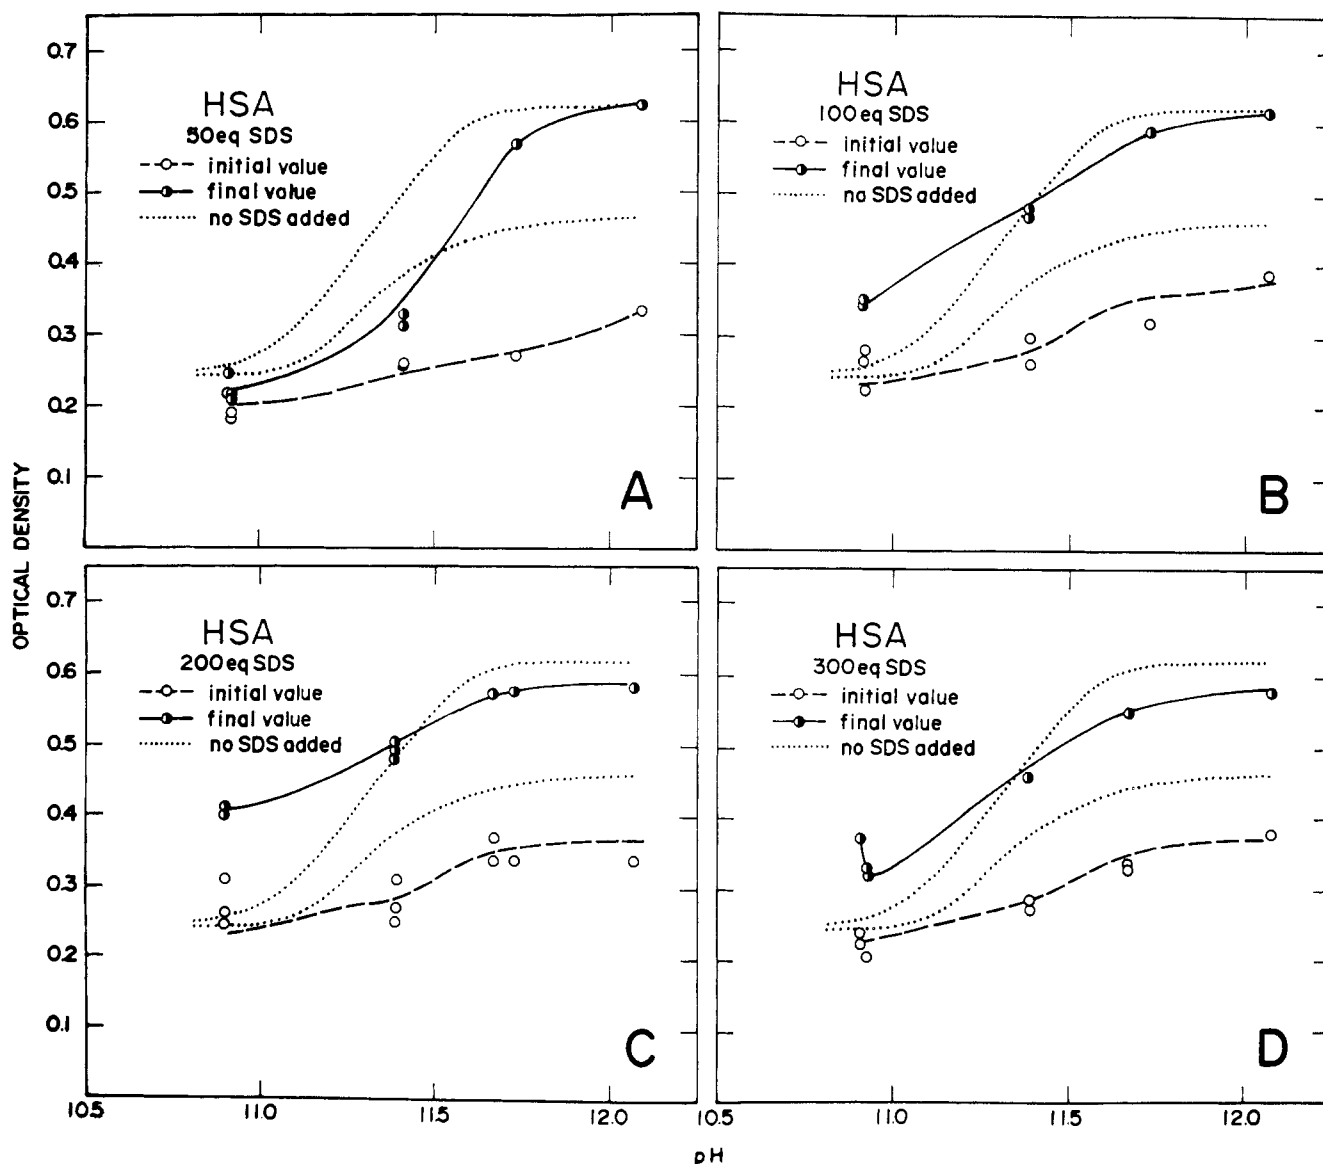 0.7
0.6
0.5
0.4
0.3
0.2
0.1
HSA
50eq SDS
initial value
final value
no SDS added
A
HSA
100eq SDS
initial value
final value
no SDS added
B
OPTICAL DENSITY
0.7
0.6
0.5
0.4
0.3
0.2
0.1
HSA
200eq SDS
initial value
final value
no SDS added
C
HSA
300eq SDS
initial value
final value
no SDS added
D
10.5 11.0 11.5 12.0 10.5 11.0 11.5 12.0
pH